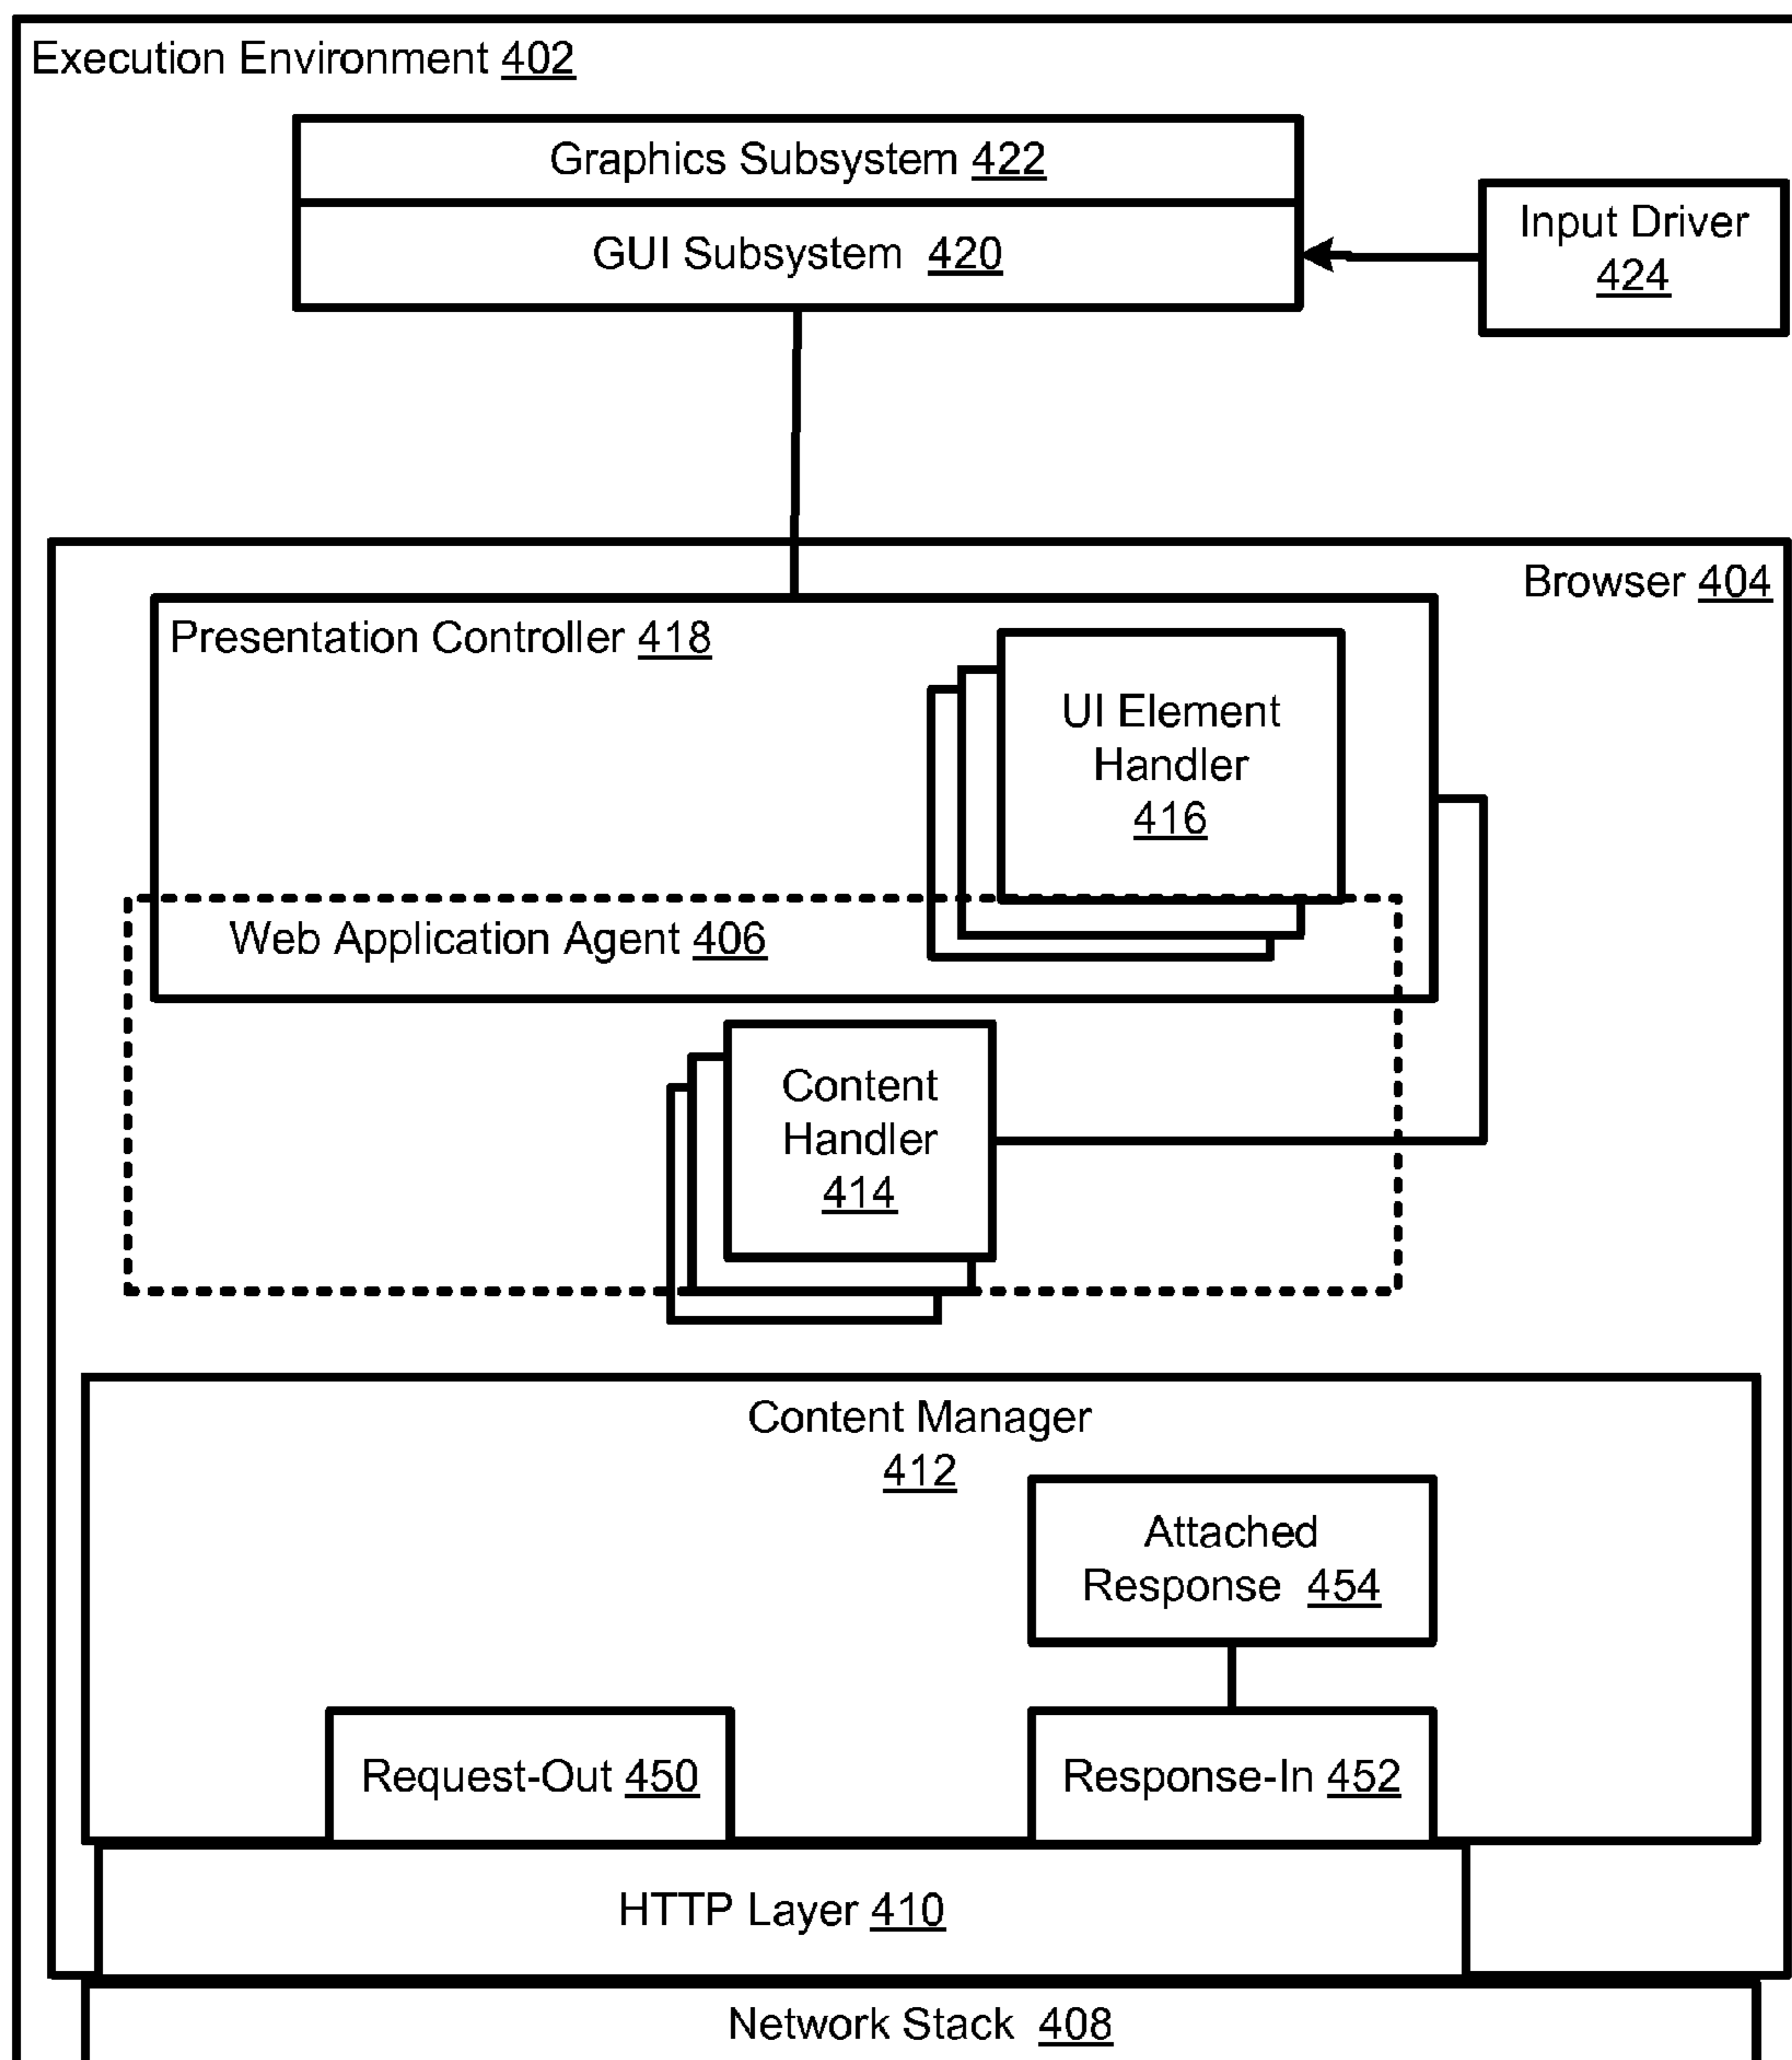 Execution Environment 402
Graphics Subsystem 422
GUI Subsystem 420
Input Driver
424
Browser 404
Presentation Controller 418
UI Element
Handler
416
Web Application Agent 406
Content
Handler
414
Content Manager
412
Attached
Response 454
Request-Out 450
Response-In 452
HTTP Layer 410
Network Stack 408